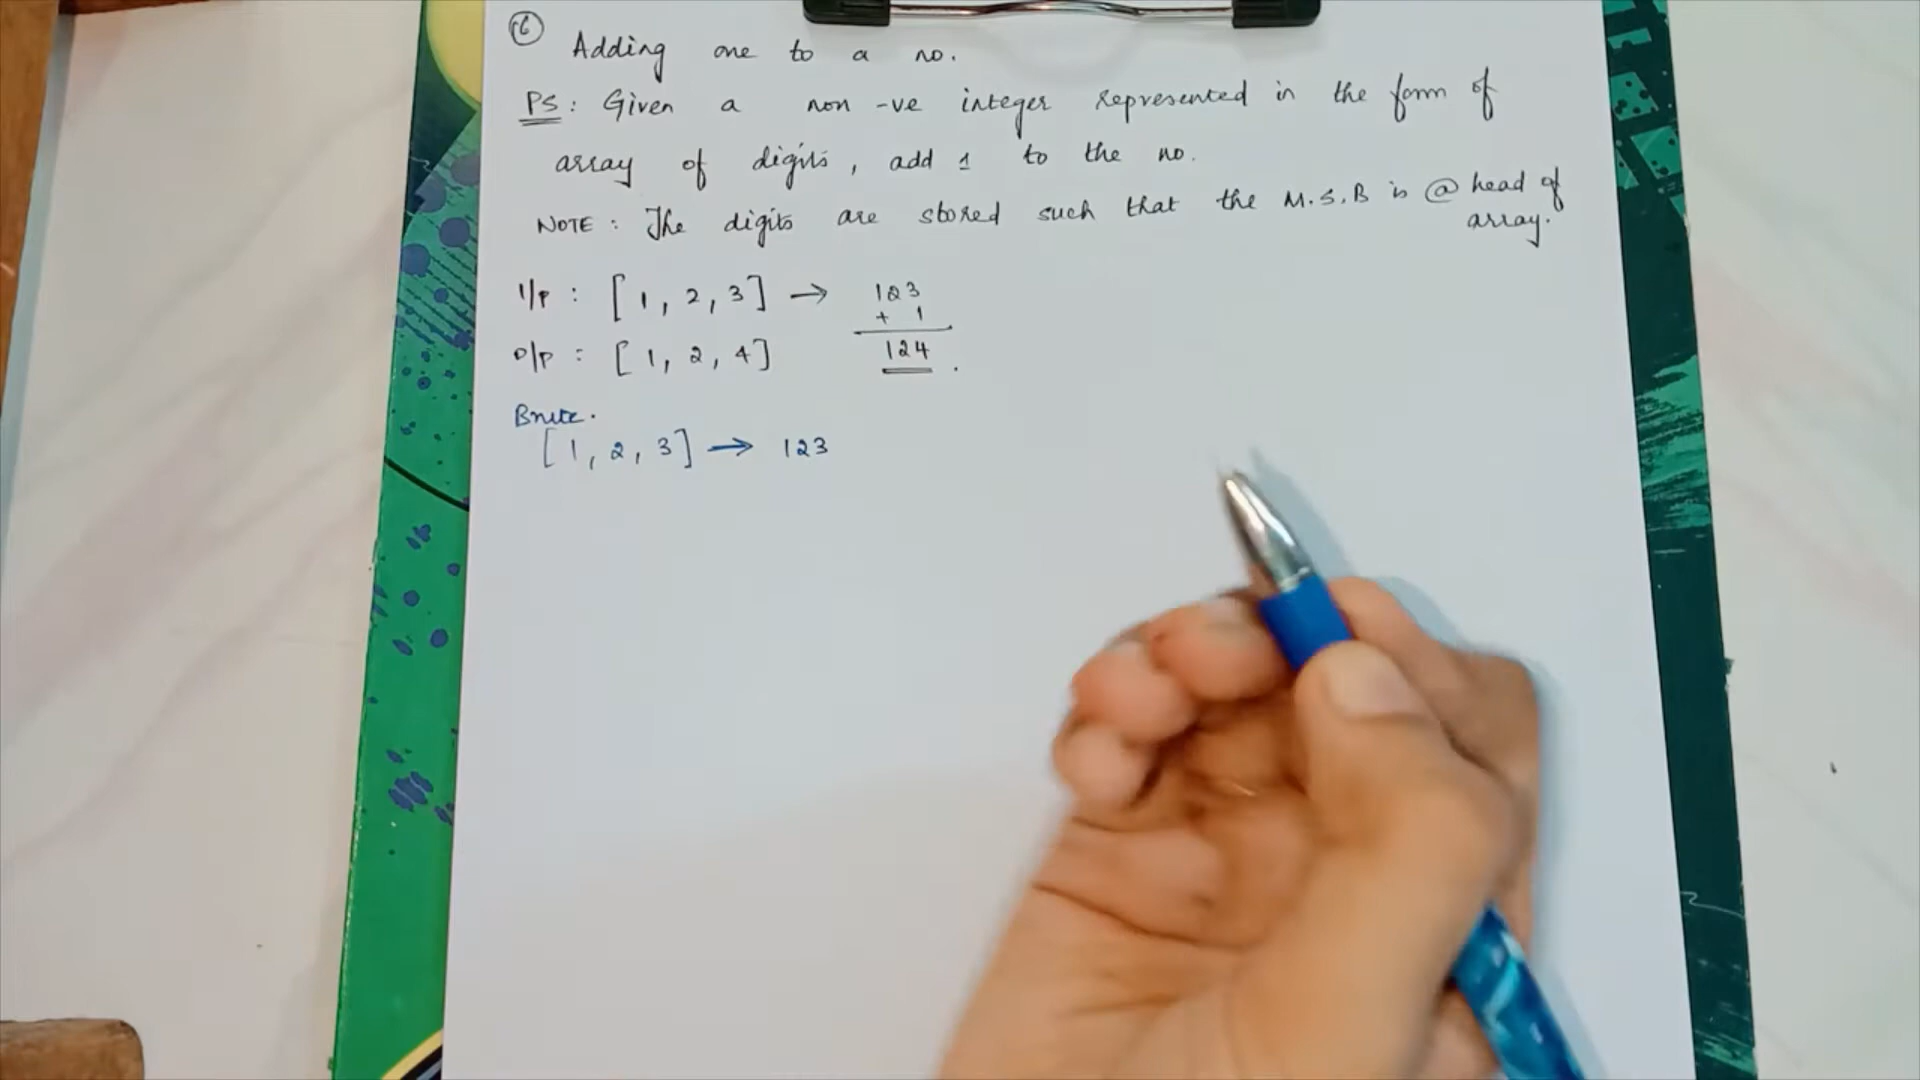 16
Adding one to a no.
PS : Given a non -ve integer represented in the form of
array of digits , add 1 to the no.
NOTE : The digits are stored such that the M.S.B is @ head of
array.
I/P : [ 1 , 2 , 3 ] → 123
+ 1
O/P : [ 1 , 2 , 4 ] 124 .
Brute.
[ 1 , 2 , 3 ] → 123